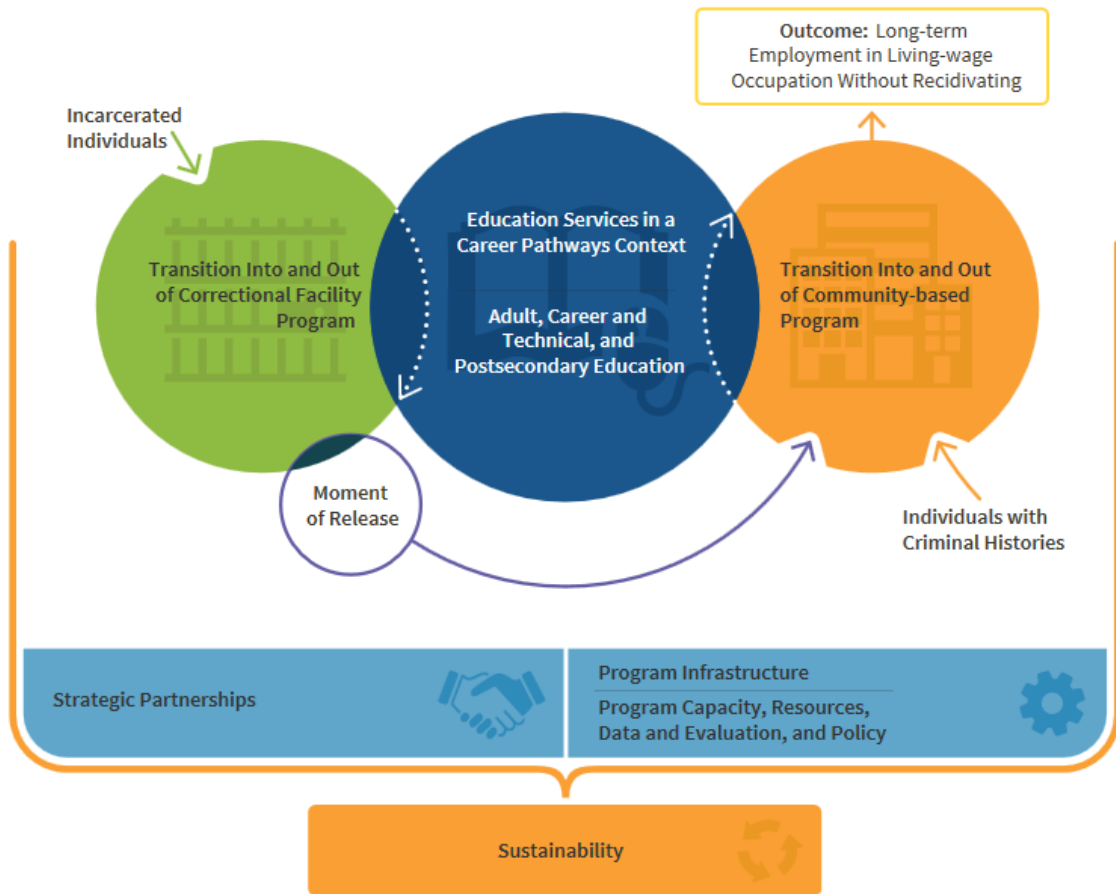 Outcome: Long-term
Employment in Living-wage
Occupation Without Recidivating
Incarcerated
Individuals
Transition Into and Out
of Correctional Facility
Program
Education Services in a
Career Pathways Context
Adult, Career and
Technical, and
Postsecondary Education
Transition Into and Out
of Community-based
Program
Moment
of Release
Individuals with
Criminal Histories
Strategic Partnerships
Program Infrastructure
Program Capacity, Resources,
Data and Evaluation, and Policy
Sustainability